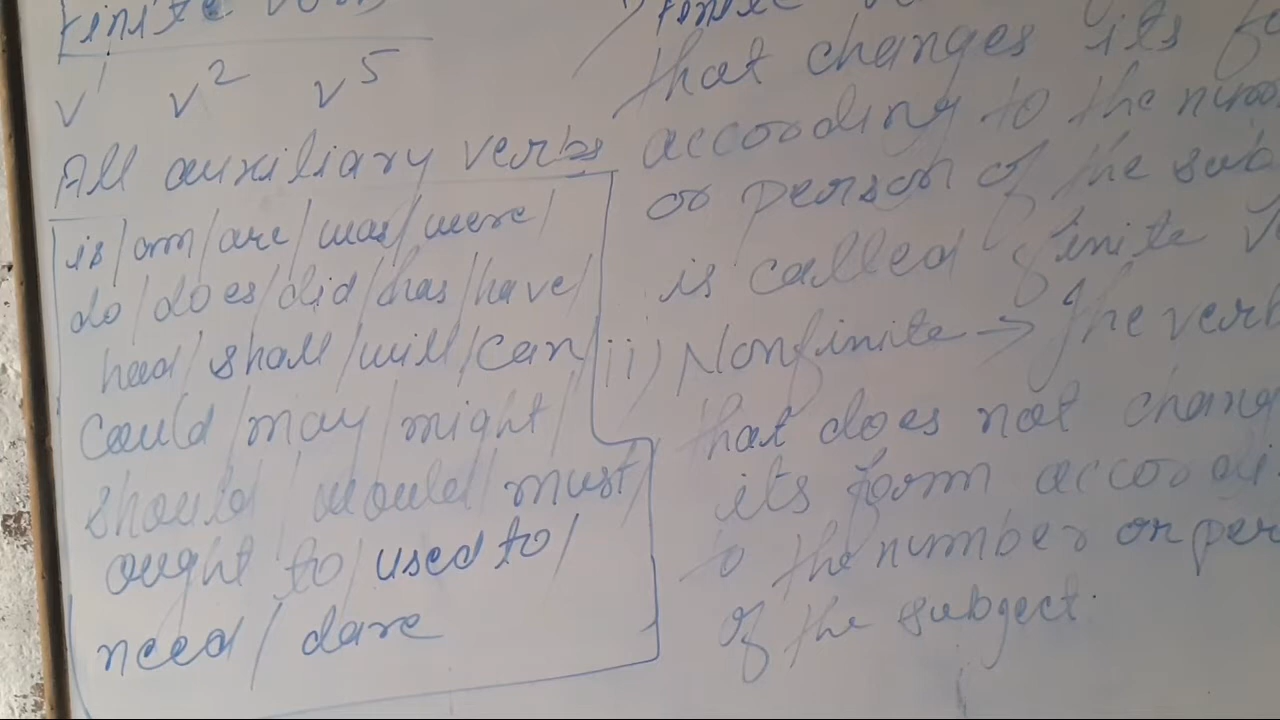 finite verb
v1 v2 v5
All auxiliary verbs
is/am/are/was/were/
do/does/did/has/have/
had/shall/will/can/
could/may/might/
should/would/must/
ought to/used to/
need/dare
i) finite
that changes its
according to the
or person of the
is called finite
ii) Nonfinite → The verb
that does not
its form
to the number or
of the subject.